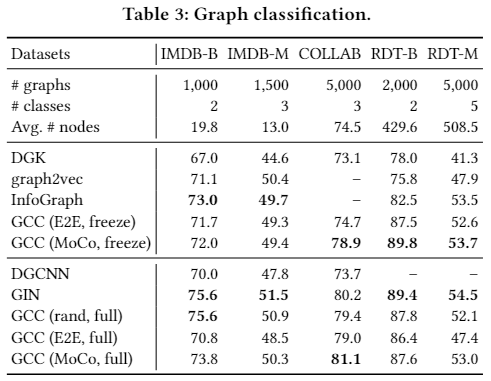 Table 3: Graph classification.
Datasets IMDB-B IMDB-M COLLAB RDT-B RDT-M
# graphs 1,000 1,500 5,000 2,000 5,000
# classes 2 3 3 2 5
Avg. # nodes 19.8 13.0 74.5 429.6 508.5
DGK 67.0 44.6 73.1 78.0 41.3
graph2vec 71.1 50.4 – 75.8 47.9
InfoGraph 73.0 49.7 – 82.5 53.5
GCC (E2E, freeze) 71.7 49.3 74.7 87.5 52.6
GCC (MoCo, freeze) 72.0 49.4 78.9 89.8 53.7
DGCNN 70.0 47.8 73.7 – –
GIN 75.6 51.5 80.2 89.4 54.5
GCC (rand, full) 75.6 50.9 79.4 87.8 52.1
GCC (E2E, full) 70.8 48.5 79.0 86.4 47.4
GCC (MoCo, full) 73.8 50.3 81.1 87.6 53.0